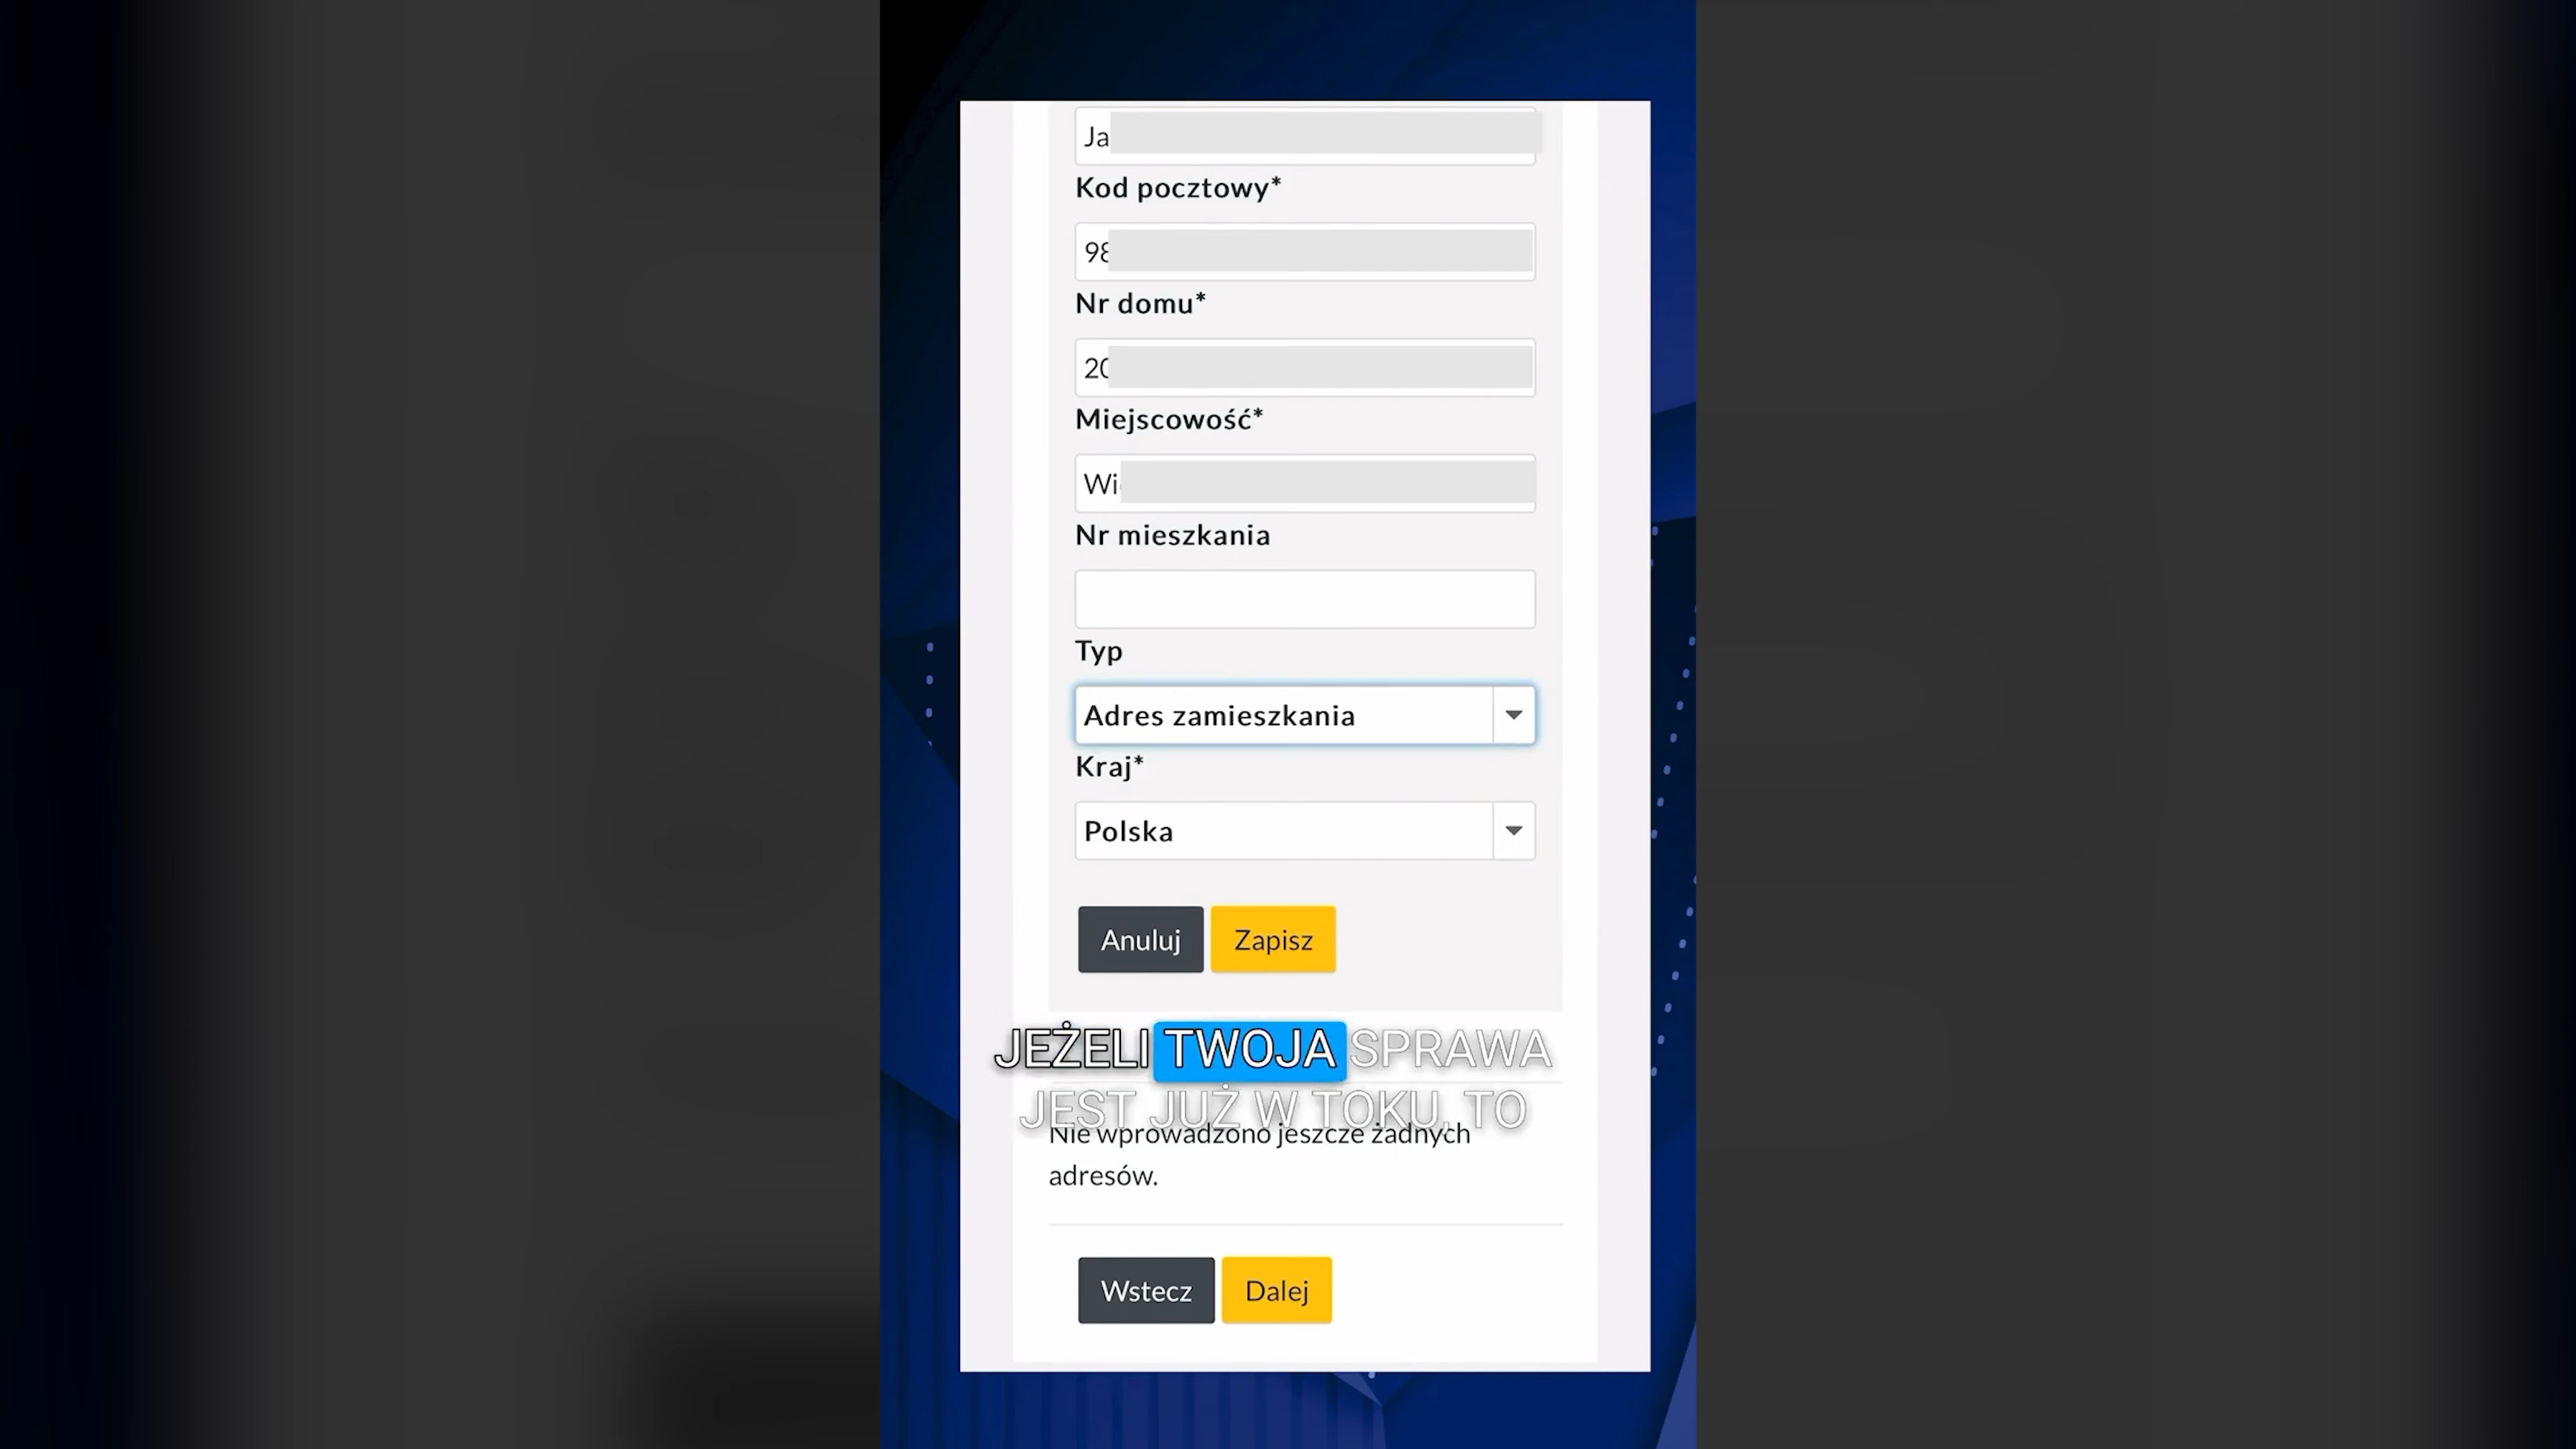 Ja
Kod pocztowy*
98
Nr domu*
20
Miejscowość*
Wi
Nr mieszkania
Typ
Adres zamieszkania
Kraj*
Polska
Anuluj Zapisz
JEŻELI TWOJA SPRAWA
JEST JUŻ W TOKU, TO
Nie wprowadzono jeszcze żadnych
adresów.
Wstecz Dalej